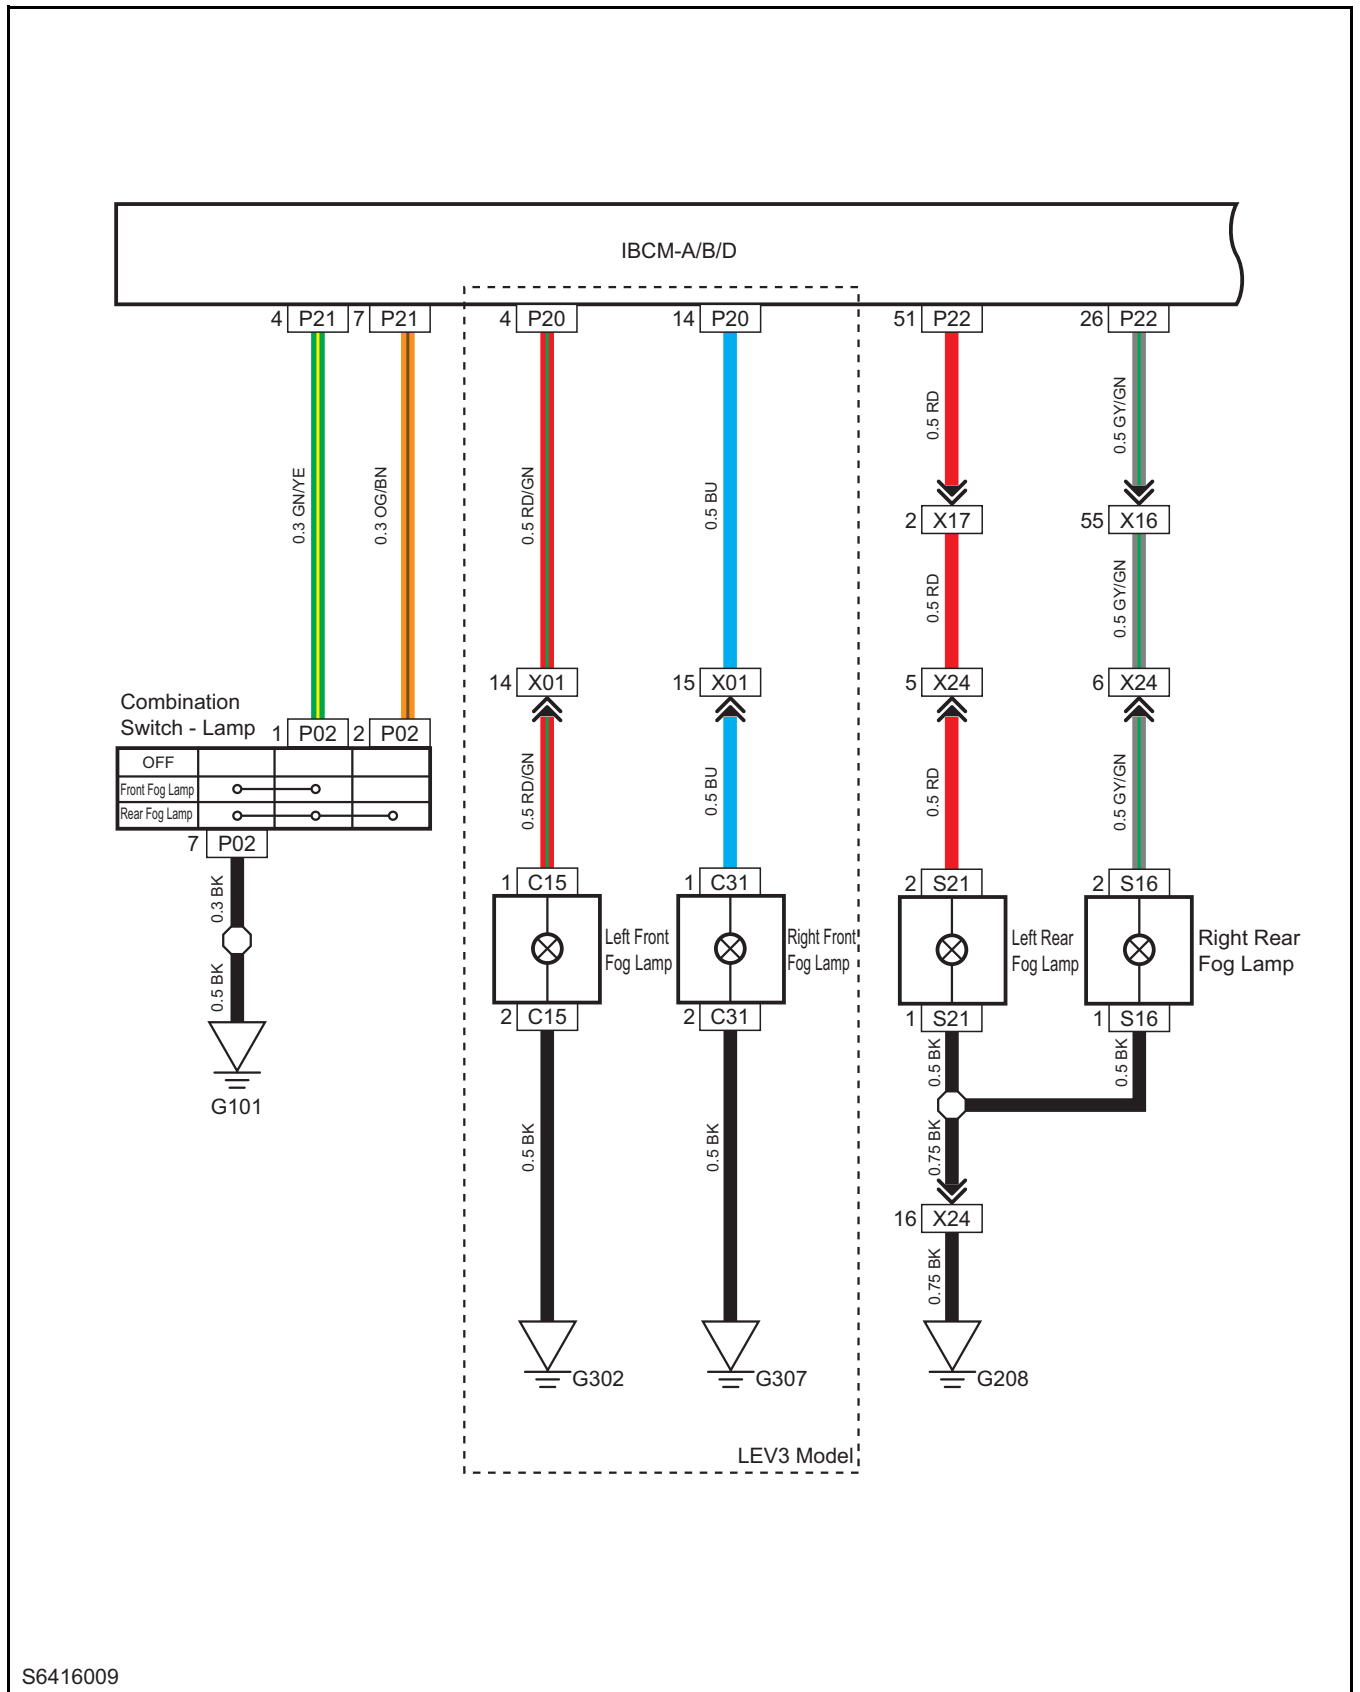 IBCM-A/B/D
4 P21 7 P21 4 P20 14 P20 51 P22 26 P22
0.3 GN/YE
0.3 OG/BN
0.5 RD/GN
0.5 BU
0.5 RD
0.5 GY/GN
2 X17 55 X16
0.5 RD
0.5 GY/GN
14 X01 15 X01 5 X24 6 X24
Combination
Switch - Lamp
1 P02 2 P02
OFF
Front Fog Lamp
Rear Fog Lamp
7 P02
0.5 RD/GN
0.5 BU
0.5 RD
0.5 GY/GN
1 C15 1 C31 2 S21 2 S16
0.3 BK
0.5 BK
Left Front
Fog Lamp
Right Front
Fog Lamp
Left Rear
Fog Lamp
Right Rear
Fog Lamp
2 C15 2 C31 1 S21 1 S16
G101
0.5 BK
0.5 BK
0.5 BK
0.5 BK
0.75 BK
16 X24
0.75 BK
G302
G307
G208
LEV3 Model
S6416009